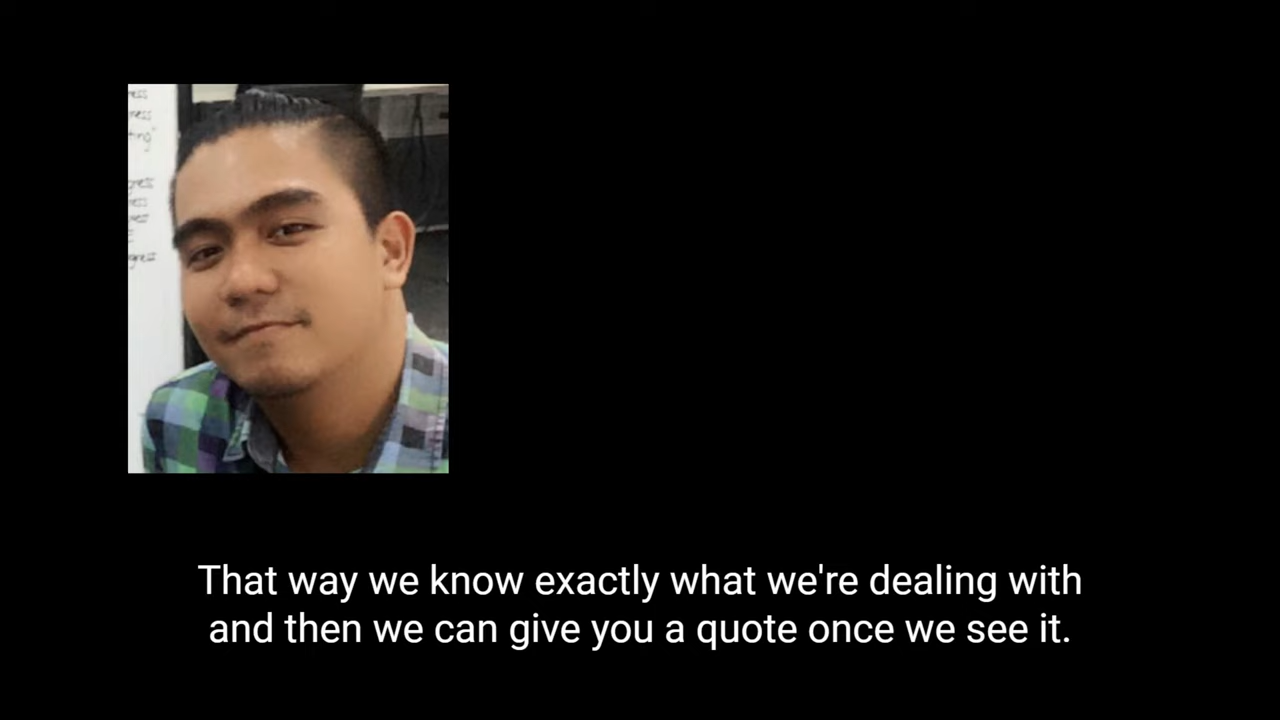 That way we know exactly what we're dealing with
and then we can give you a quote once we see it.